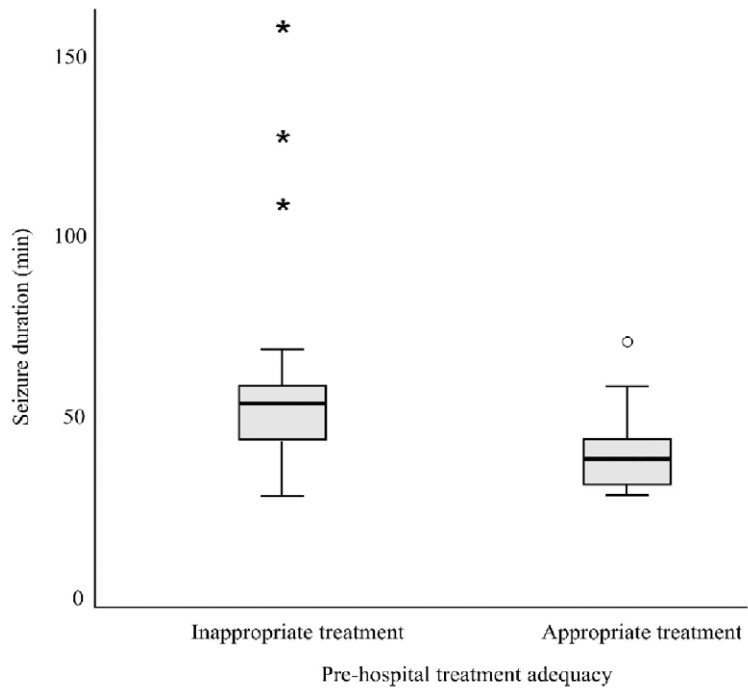 150
100
50
0
Seizure duration (min)
Inappropriate treatment
Appropriate treatment
Pre-hospital treatment adequacy